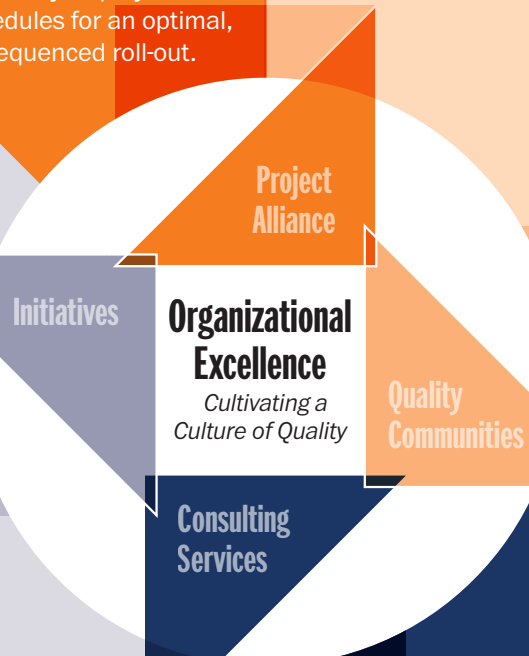 edules for an optimal,
equenced roll-out.
Project
Alliance
Initiatives
Organizational
Excellence
Cultivating a
Culture of Quality
Quality
Communities
Consulting
Services